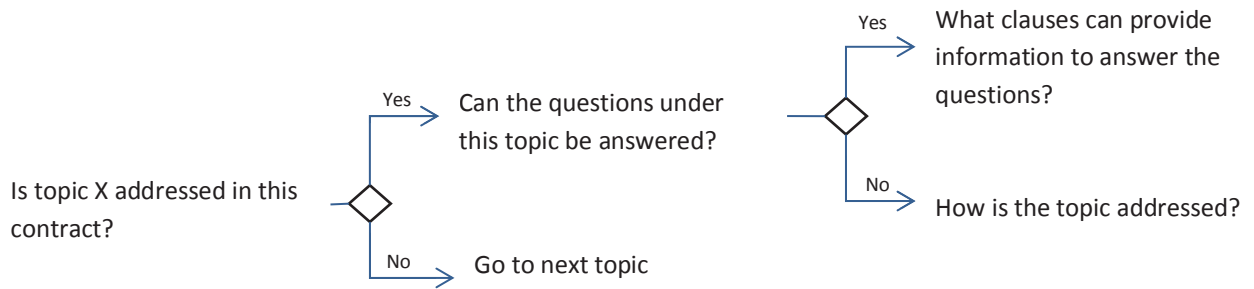 Is topic X addressed in this
contract?
Yes
No
Can the questions under
this topic be answered?
Go to next topic
Yes
No
What clauses can provide
information to answer the
questions?
How is the topic addressed?